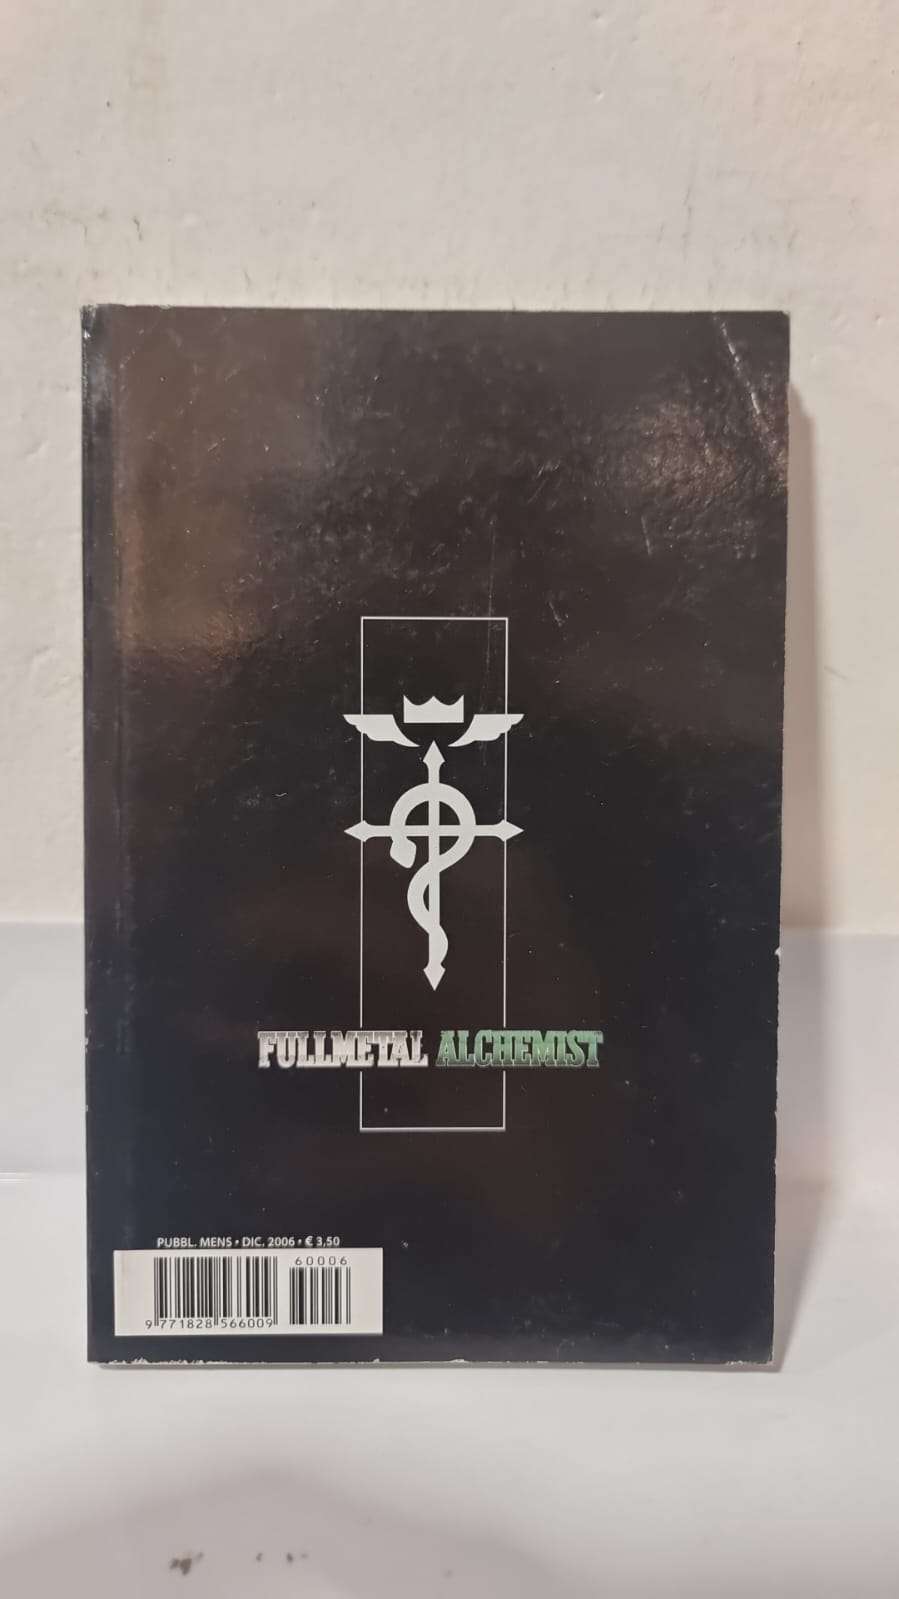 FULLMETAL ALCHEMIST
PUBBL. MENS • DIC. 2006 • € 3,50
60006
9 771828 566009